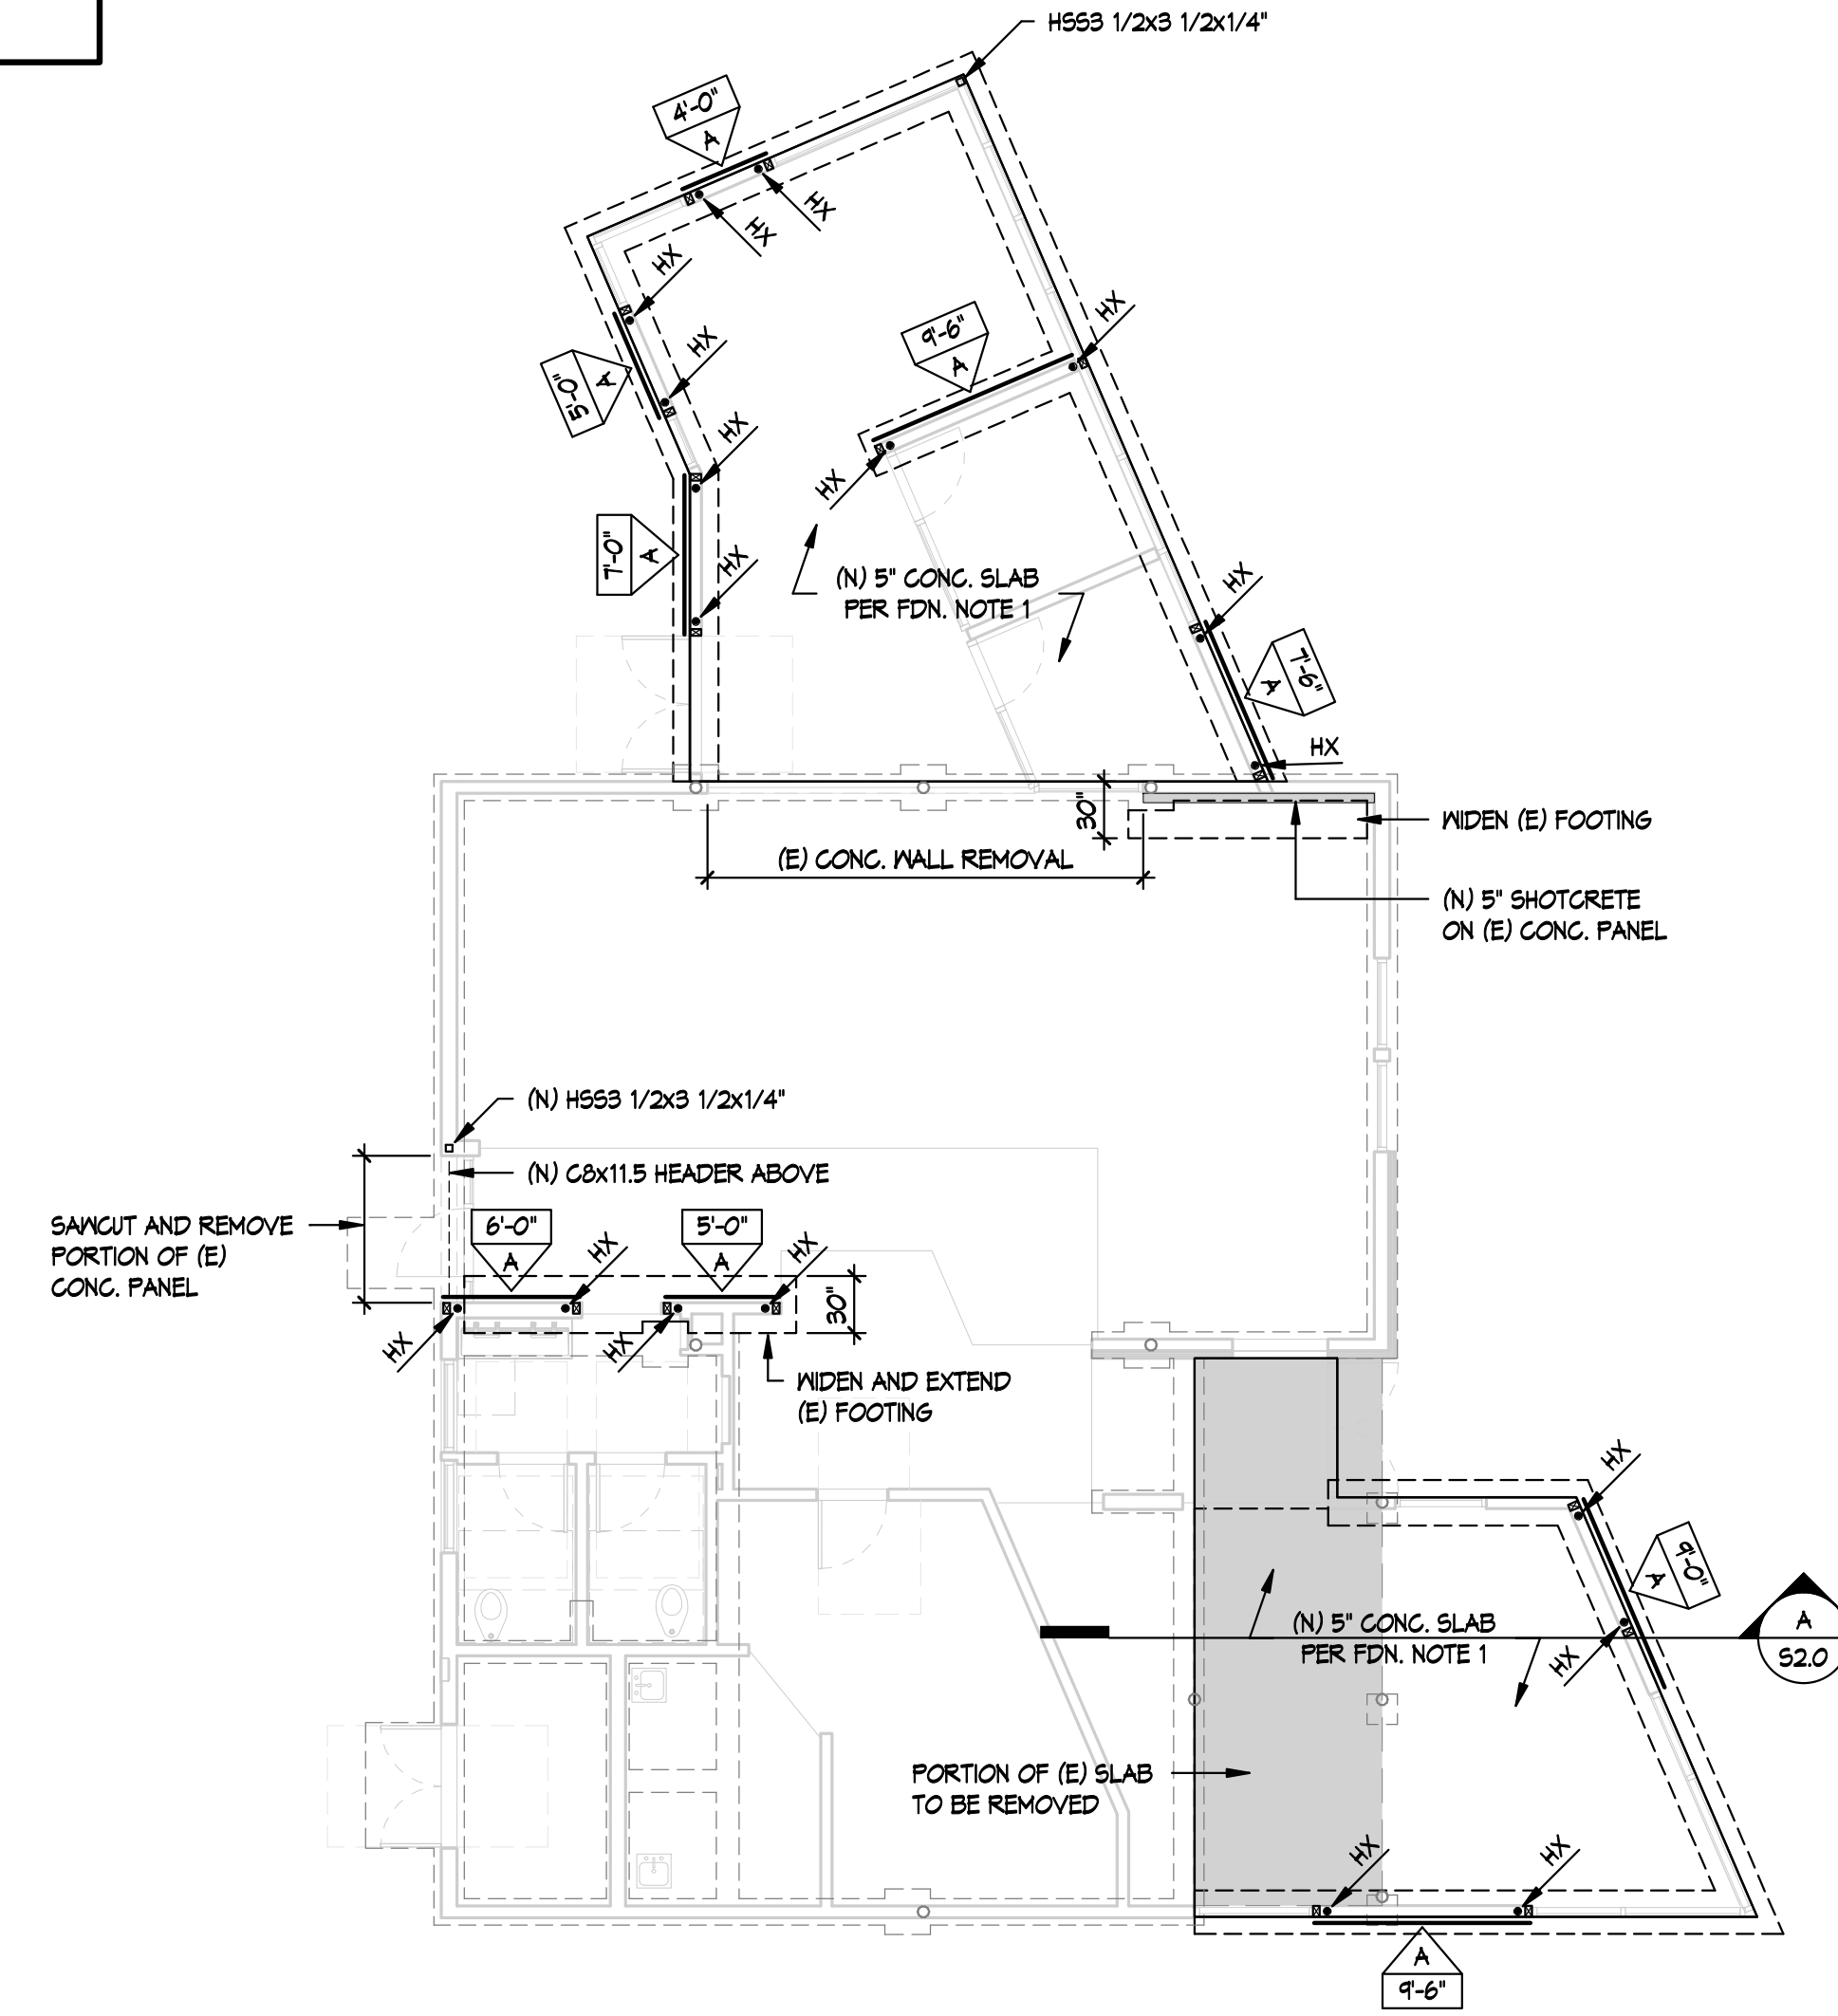 HSS3 1/2x3 1/2x1/4"
4'-0"
A
HX
HX
HX
HX
5'-0"
A
9'-6"
A
HX
HX
HX
7'-0"
A
HX
(N) 5" CONC. SLAB
PER FDN. NOTE 1
HX
7'-6"
A
HX
30"
WIDEN (E) FOOTING
(E) CONC. WALL REMOVAL
(N) 5" SHOTCRETE
ON (E) CONC. PANEL
(N) HSS3 1/2x3 1/2x1/4"
(N) C8x11.5 HEADER ABOVE
SAWCUT AND REMOVE
PORTION OF (E)
CONC. PANEL
6'-0"
A
HX
5'-0"
A
HX
30"
HX
HX
WIDEN AND EXTEND
(E) FOOTING
HX
9'-0"
A
(N) 5" CONC. SLAB
PER FDN. NOTE 1
HX
A
S2.0
PORTION OF (E) SLAB
TO BE REMOVED
HX
HX
A
9'-6"